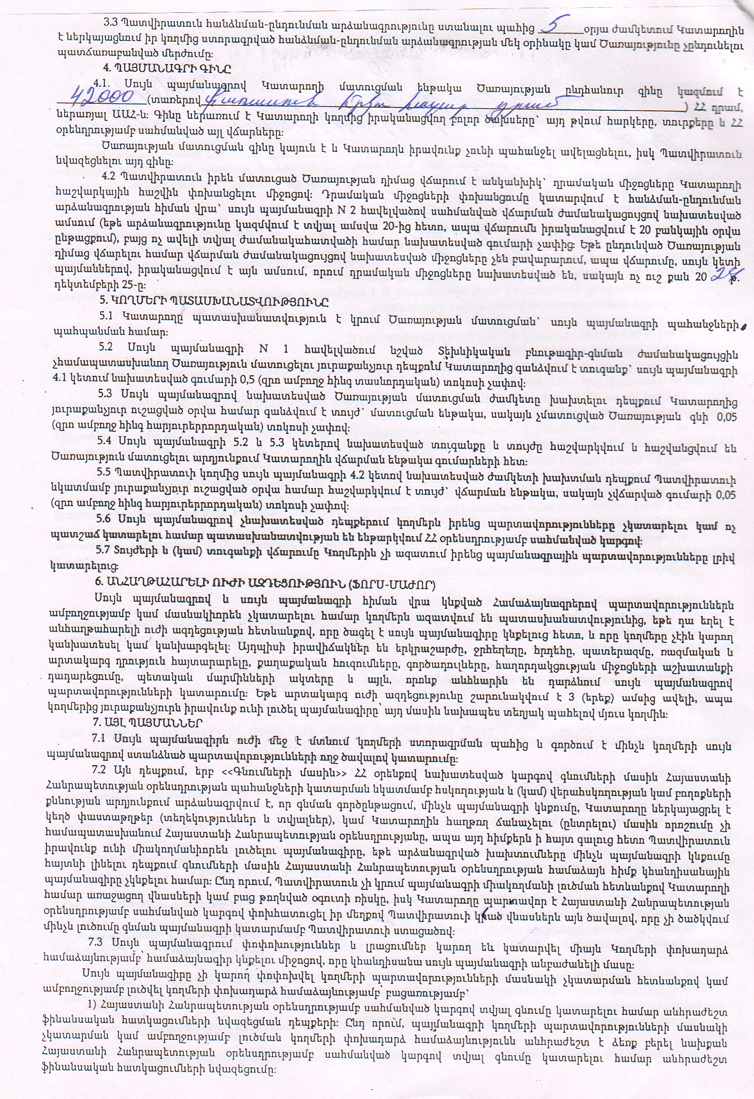 3.3 Պատվիրատուն հանձնման-ընդունման արձանագրությունը ստանալու պահից 5 օրյա ժամկետում Կատարողին
է ներկայացնում իր կողմից ստորագրված հանձնման-ընդունման արձանագրության մեկ օրինակը կամ Ծառայությունը չընդունելու
պատճառաբանված մերժումը:
4. ՊԱՅՄԱՆԱԳՐԻ ԳԻՆԸ
4.1. Սույն պայմանագրով Կատարողի մատուցման ենթակա Ծառայության ընդհանուր գինը կազմում է
42000 (տառերով քառասուն երկու հազար դրամ) ՀՀ դրամ,
ներառյալ ԱԱՀ-ն: Գինը ներառում է Կատարողի կողմից իրականացվող բոլոր ծախսերը՝ այդ թվում հարկերը, տուրքերը և ՀՀ
օրենդրությամբ սահմանված այլ վճարները:
Ծառայության մատուցման գինը կայուն է և Կատարողն իրավունք չունի պահանջել ավելացնելու, իսկ Պատվիրատուն
նվազեցնելու այդ գինը:
4.2 Պատվիրատուն իրեն մատուցած Ծառայության դիմաց վճարում է անկանխիկ՝ դրամական միջոցները Կատարողի
հաշվարկային հաշվին փոխանցելու միջոցով: Դրամական միջոցների փոխանցումը կատարվում է հանձնման-ընդունման
արձանագրության հիման վրա՝ սույն պայմանագրի N 2 հավելվածով սահմանված վճարման ժամանակացույցով նախատեսված
ամսում (եթե արձանագրությունը կազմվում է տվյալ ամսվա 20-ից հետո, ապա վճարումն իրականացվում է 20 բանկային օրվա
ընթացքում), բայց ոչ ավելի տվյալ ժամանակահատվածի համար նախատեսված գումարի չափից: Եթե ընդունված Ծառայության
դիմաց վճարելու համար վճարման ժամանակացույցով նախատեսված միջոցները չեն բավարարում, ապա վճարումը, սույն կետի
պայմաններով, իրականացվում է այն ամսում, որում դրամական միջոցները նախատեսված են, սակայն ոչ ուշ քան 20 24 թ.
դեկտեմբերի 25-ը:
5. ԿՈՂՄԵՐԻ ՊԱՏԱՍԽԱՆԱՏՎՈՒԹՅՈՒՆԸ
5.1 Կատարողը պատասխանատվություն է կրում Ծառայության մատուցման՝ սույն պայմանագրի պահանջների
պահպանման համար:
5.2 Սույն պայմանագրի N 1 հավելվածում նշված Տեխնիկական բնութագիր-գնման ժամանակացույցին
չհամապատասխանող Ծառայություն մատուցելու յուրաքանչյուր դեպքում Կատարողից գանձվում է տուգանք՝ սույն պայմանագրի
4.1 կետում նախատեսված գումարի 0,5 (զրո ամբողջ հինգ տասնորդական) տոկոսի չափով:
5.3 Սույն պայմանագրով նախատեսված Ծառայության մատուցման ժամկետը խախտելու դեպքում Կատարողից
յուրաքանչյուր ուշացված օրվա համար գանձվում է տույժ՝ մատուցման ենթակա, սակայն չմատուցված Ծառայության գնի 0,05
(զրո ամբողջ հինգ հարյուրերրորդական) տոկոսի չափով:
5.4 Սույն պայմանագրի 5.2 և 5.3 կետերով նախատեսված տուգանքը և տույժը հաշվարկվում և հաշվանցվում են
Ծառայություն մատուցելու արդյունքում Կատարողին վճարման ենթակա գումարների հետ:
5.5 Պատվիրատուի կողմից սույն պայմանագրի 4.2 կետով նախատեսված ժամկետի խախտման դեպքում Պատվիրատուի
նկատմամբ յուրաքանչյուր ուշացված օրվա համար հաշվարկվում է տույժ՝ վճարման ենթակա, սակայն չվճարված գումարի 0,05
(զրո ամբողջ հինգ հարյուրերրորդական) տոկոսի չափով:
5.6 Սույն պայմանագրով չնախատեսված դեպքերում կողմերն իրենց պարտավորությունները չկատարելու կամ ոչ
պատշաճ կատարելու համար պատասխանատվության են ենթարկվում ՀՀ օրենսդրությամբ սահմանված կարգով:
5.7 Տույժերի և (կամ) տուգանքի վճարումը Կողմերին չի ազատում իրենց պայմանագրային պարտավորությունները լրիվ
կատարելուց:
6. ԱՆՀԱՂԹԱՀԱՐԵԼԻ ՈՒԺԻ ԱԶԴԵՑՈՒԹՅՈՒՆ (ՖՈՐՍ-ՄԱԺՈՐ)
Սույն պայմանագրով և սույն պայմանագրի հիման վրա կնքված Համաձայնագրերով պարտավորություններն
ամբողջությամբ կամ մասնակիորեն չկատարելու համար կողմերն ազատվում են պատասխանատվությունից, եթե դա եղել է
անհաղթահարելի ուժի ազդեցության հետևանքով, որը ծագել է սույն պայմանագիրը կնքելուց հետո, և որը կողմերը չէին կարող
կանխատեսել կամ կանխարգելել: Այդպիսի իրավիճակներ են երկրաշարժը, ջրհեղեղը, հրդեհը, պատերազմը, ռազմական և
արտակարգ դրություն հայտարարելը, քաղաքական հուզումները, գործադուլները, հաղորդակցության միջոցների աշխատանքի
դադարեցումը, պետական մարմինների ակտերը և այլն, որոնք անհնարին են դարձնում սույն պայմանագրով
պարտավորությունների կատարումը: Եթե արտակարգ ուժի ազդեցությունը շարունակվում է 3 (երեք) ամսից ավելի, ապա
կողմերից յուրաքանչյուրն իրավունք ունի լուծել պայմանագիրը՝ այդ մասին նախապես տեղյակ պահելով մյուս կողմին:
7. ԱՅԼ ՊԱՅՄԱՆՆԵՐ
7.1 Սույն պայմանագիրն ուժի մեջ է մտնում կողմերի ստորագրման պահից և գործում է մինչև կողմերի սույն
պայմանագրով ստանձնած պարտավորությունների ողջ ծավալով կատարումը:
7.2 Այն դեպքում, երբ <<Գնումների մասին>> ՀՀ օրենքով նախատեսված կարգով գնումների մասին Հայաստանի
Հանրապետության օրենսդրության պահանջների կատարման նկատմամբ հսկողության և (կամ) վերահսկողության կամ բողոքների
քննության արդյունքում արձանագրվում է, որ գնման գործընթացում, մինչև պայմանագրի կնքումը, Կատարողը ներկայացրել է
կեղծ փաստաթղթեր (տեղեկություններ և տվյալներ), կամ Կատարողին հաղթող ճանաչելու (ընտրելու) մասին որոշումը չի
համապատասխանում Հայաստանի Հանրապետության օրենսդրությանը, ապա այդ հիմքերն ի հայտ գալուց հետո Պատվիրատուն
իրավունք ունի միակողմանիորեն լուծելու պայմանագիրը, եթե արձանագրված խախտումները մինչև պայմանագրի կնքումը
հայտնի լինելու դեպքում գնումների մասին Հայաստանի Հանրապետության օրենսդրության համաձայն հիմք կհանդիսանային
պայմանագիրը չկնքելու համար: Ընդ որում, Պատվիրատուն չի կրում պայմանագրի միակողմանի լուծման հետևանքով Կատարողի
համար առաջացող վնասների կամ բաց թողնված օգուտի ռիսկը, իսկ Կատարողը պարտավոր է Հայաստանի Հանրապետության
օրենսդրությամբ սահմանված կարգով փոխհատուցել իր մեղքով Պատվիրատուի կրած վնասներն այն ծավալով, որը չի ծածկվում
մինչև լուծումը գնման պայմանագրի կատարմամբ Պատվիրատուի ստացածով:
7.3 Սույն պայմանագրում փոփոխություններ և լրացումներ կարող են կատարվել միայն Կողմերի փոխադարձ
համաձայնությամբ՝ համաձայնագիր կնքելու միջոցով, որը կհանդիսանա սույն պայմանագրի անբաժանելի մասը:
Սույն պայմանագիրը չի կարող փոփոխվել կողմերի պարտավորությունների մասնակի չկատարման հետևանքով կամ
ամբողջությամբ լուծվել կողմերի փոխադարձ համաձայնությամբ բացառությամբ՝
1) Հայաստանի Հանրապետության օրենսդրությամբ սահմանված կարգով տվյալ գնումը կատարելու համար անհրաժեշտ
ֆինանսական հատկացումների նվազեցման դեպքերի: Ընդ որում, պայմանագրի կողմերի պարտավորությունների մասնակի
չկատարման կամ ամբողջությամբ լուծման կողմերի փոխադարձ համաձայնությունն անհրաժեշտ է ձեռք բերել նախքան
Հայաստանի Հանրապետության օրենսդրությամբ սահմանված կարգով տվյալ գնումը կատարելու համար անհրաժեշտ
ֆինանսական հատկացումների նվազեցումը: